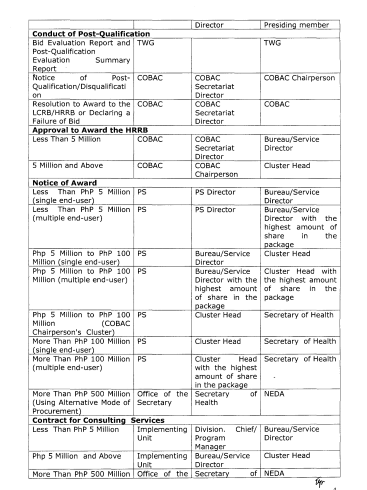 Director Presiding member
Conduct of Post-Qualification
Bid Evaluation Report and TWG TWG
Post-Qualification
Evaluation Summary
Report
Notice of Post- COBAC COBAC COBAC Chairperson
Qualification/Disqualificati Secretariat
on Director
Resolution to Award to the COBAC COBAC COBAC
LCRB/HRRB or Declaring a Secretariat
Failure of Bid Director
Approval to Award the HRRB
Less Than 5 Million COBAC COBAC Bureau/Service
Secretariat Director
Director
5 Million and Above COBAC COBAC Cluster Head
Chairperson
Notice of Award
Less Than PhP 5 Million PS PS Director Bureau/Service
(single end-user) Director
Less Than PhP 5 Million PS PS Director Bureau/Service
(multiple end-user) Director with the
highest amount of
share in the
package
Php 5 Million to PhP 100 PS Bureau/Service Cluster Head
Million (single end-user) Director
Php 5 Million to PhP 100 PS Bureau/Service Cluster Head with
Million (multiple end-user) Director with the the highest amount
highest amount of share in the
of share in the package
package
Php 5 Million to PhP 100 PS Cluster Head Secretary of Health
Million (COBAC
Chairperson's Cluster)
More Than PhP 100 Million PS Cluster Head Secretary of Health
(single end-user)
More Than PhP 100 Million PS Cluster Head Secretary of Health
(multiple end-user) with the highest
amount of share
in the package
More Than PhP 500 Million Office of the Secretary of NEDA
(Using Alternative Mode of Secretary Health
Procurement)
Contract for Consulting Services
Less Than PhP 5 Million Implementing Division. Chief/ Bureau/Service
Unit Program Director
Manager
Php 5 Million and Above Implementing Bureau/Service Cluster Head
Unit Director
More Than PhP 500 Million Office of the Secretary of NEDA